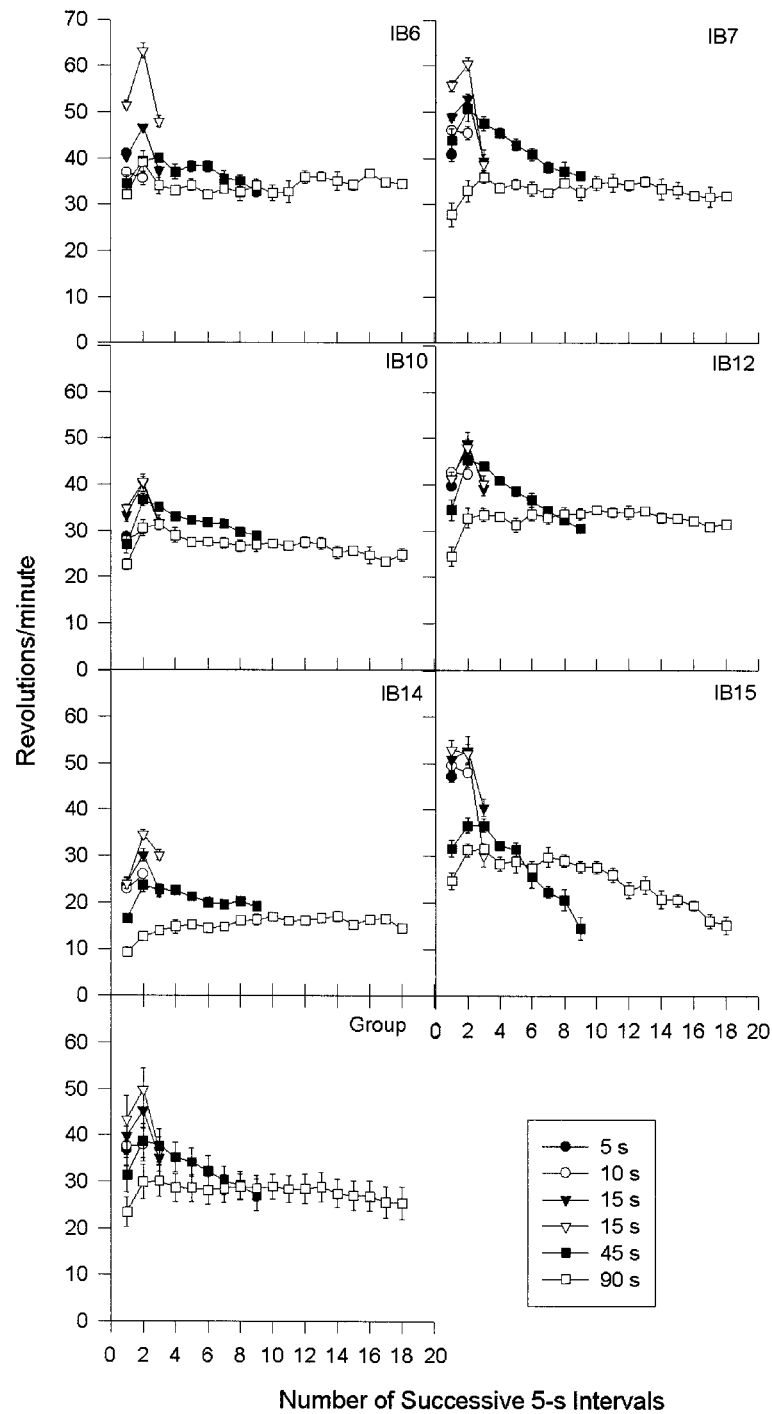 70
60
50
40
30
20
10
0
IB6
IB7
60
50
40
30
20
10
0
IB10
IB12
60
50
40
30
20
10
0
IB14
IB15
0 2 4 6 8 10 12 14 16 18 20
60
50
40
30
20
10
0
Group
0 2 4 6 8 10 12 14 16 18 20
Revolutions/minute
5 s
10 s
15 s
15 s
45 s
90 s
Number of Successive 5-s Intervals